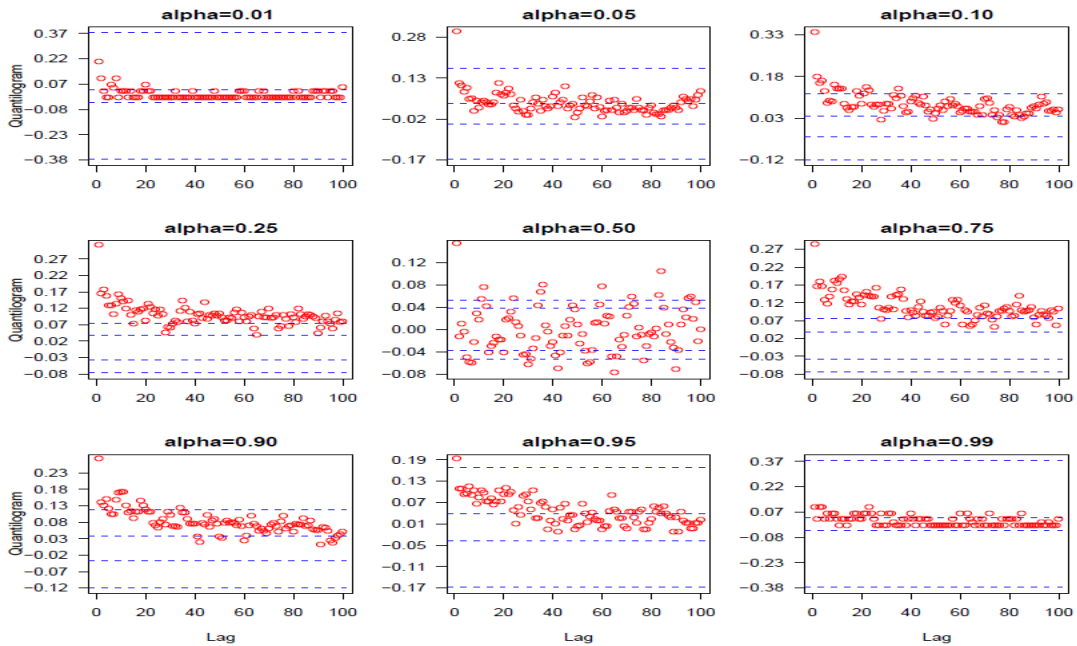 alpha=0.01
alpha=0.05
alpha=0.10
0.37
0.22
0.07
−0.08
−0.23
−0.38
Quantilogram
0 20 40 60 80 100
0.28
0.13
−0.02
−0.17
0 20 40 60 80 100
0.33
0.18
0.03
−0.12
0 20 40 60 80 100
alpha=0.25
alpha=0.50
alpha=0.75
0.27
0.22
0.17
0.12
0.07
0.02
−0.03
−0.08
Quantilogram
0 20 40 60 80 100
0.12
0.08
0.04
0.00
−0.04
−0.08
0 20 40 60 80 100
0.27
0.22
0.17
0.12
0.07
0.02
−0.03
−0.08
0 20 40 60 80 100
alpha=0.90
alpha=0.95
alpha=0.99
0.23
0.18
0.13
0.08
0.03
−0.02
−0.07
−0.12
Quantilogram
0 20 40 60 80 100
Lag
0.19
0.13
0.07
0.01
−0.05
−0.11
−0.17
0 20 40 60 80 100
Lag
0.37
0.22
0.07
−0.08
−0.23
−0.38
0 20 40 60 80 100
Lag